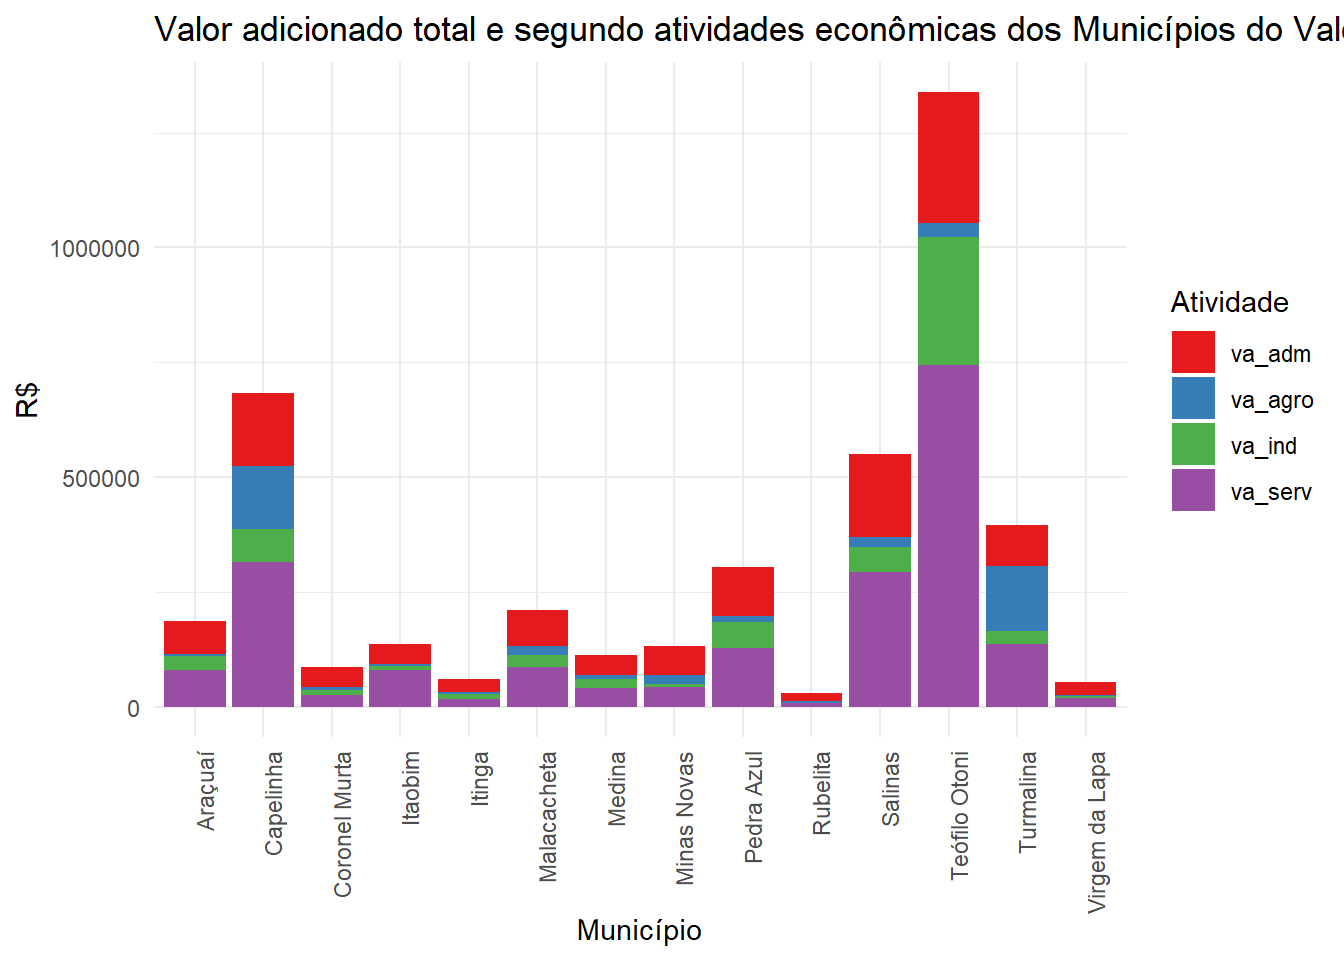 Valor adicionado total e segundo atividades econômicas dos Municípios do
R$
1000000
500000
0
Araçuaí
Capelinha
Coronel Murta
Itaobim
Itinga
Malacacheta
Medina
Minas Novas
Pedra Azul
Rubelita
Salinas
Teófilo Otoni
Turmalina
Virgem da Lapa
Município
Atividade
va_adm
va_agro
va_ind
va_serv